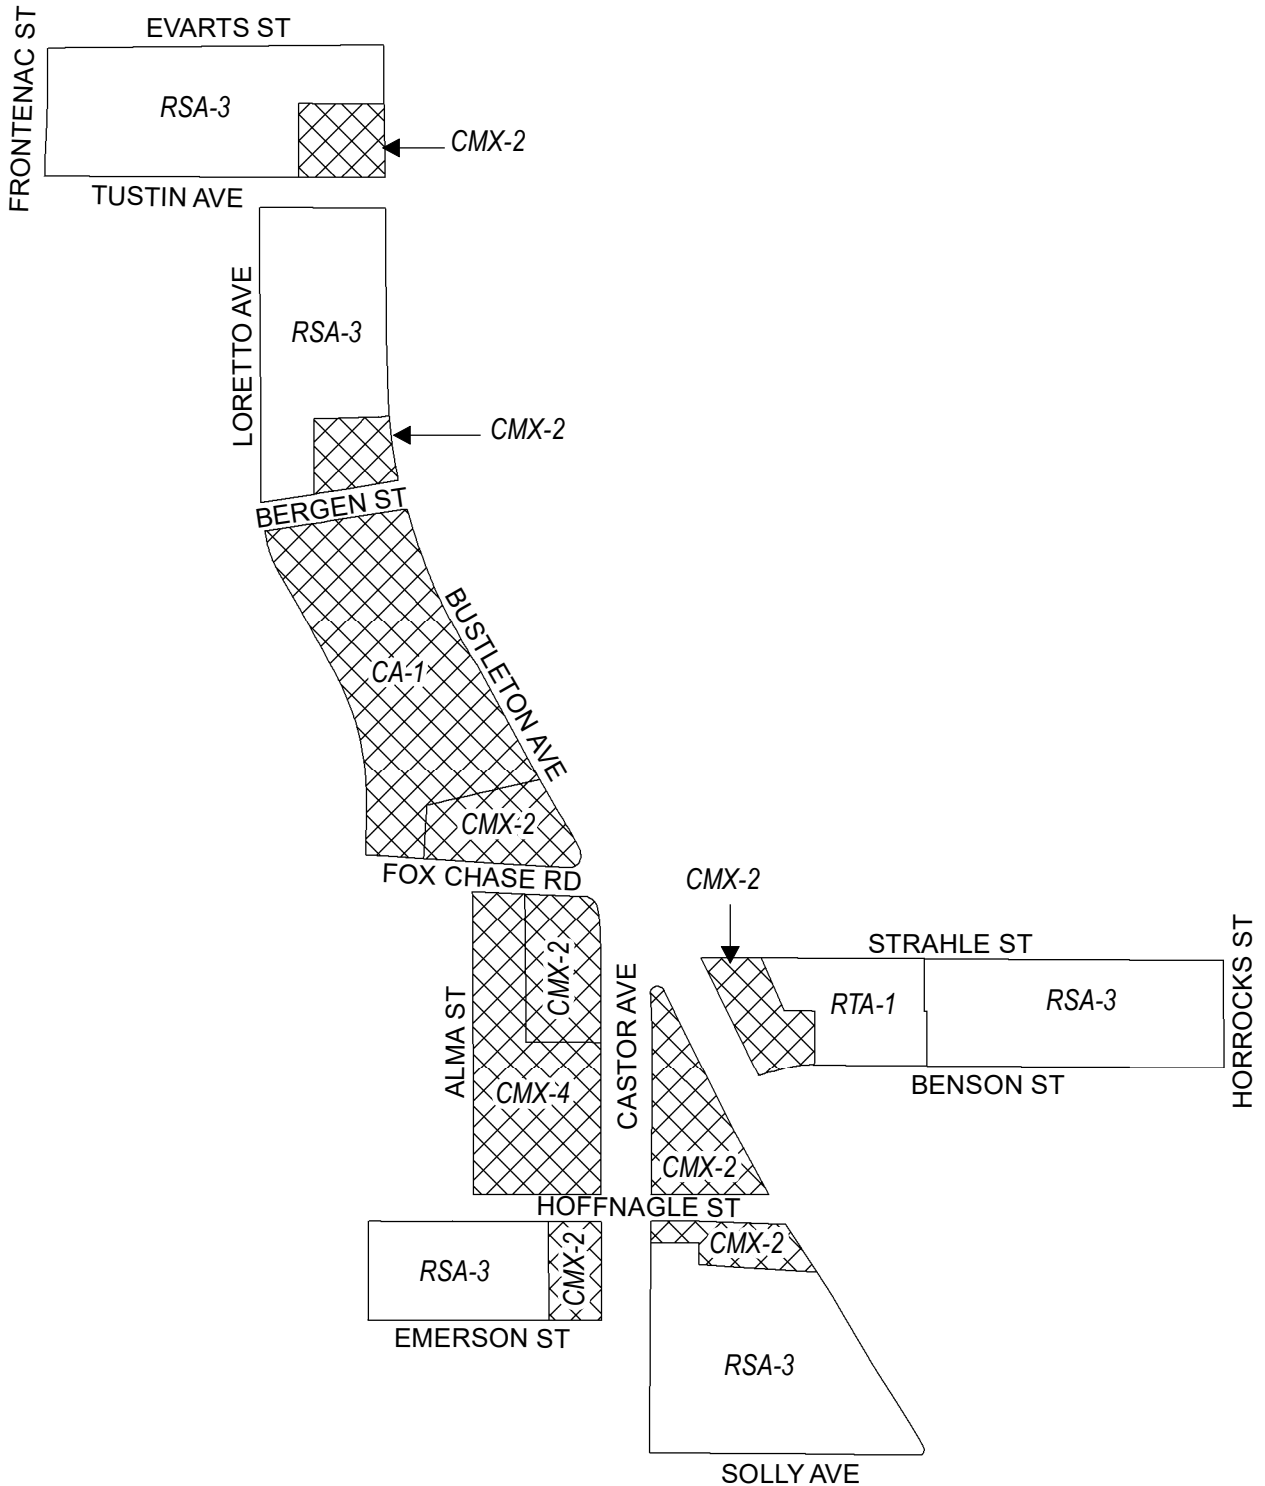 EVARTS ST
FRONTENAC ST
RSA-3
CMX-2
TUSTIN AVE
LORETTO AVE
RSA-3
CMX-2
BERGEN ST
BUSTLETON AVE
CA-1
CMX-2
FOX CHASE RD
CMX-2
STRAHLE ST
HORROCKS ST
CMX-2
ALMA ST
CASTOR AVE
RTA-1
RSA-3
BENSON ST
CMX-4
CMX-2
HOFFNAGLE ST
CMX-2
CMX-2
RSA-3
EMERSON ST
RSA-3
SOLLY AVE